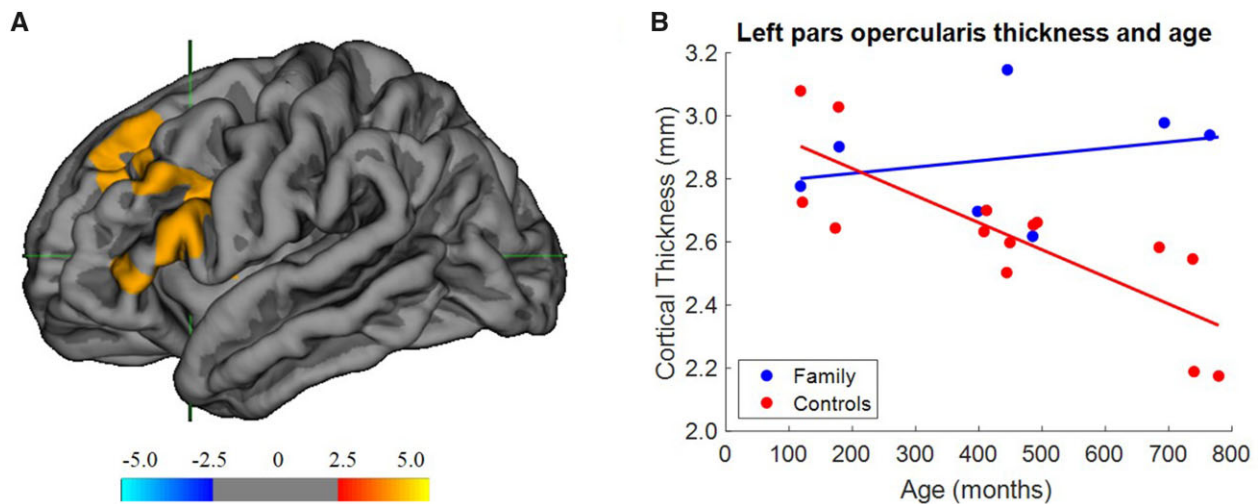 A
-5.0 -2.5 0 2.5 5.0
B
Left pars opercularis thickness and age
Cortical Thickness (mm)
3.2
3.0
2.8
2.6
2.4
2.2
2.0
Family
Controls
0 100 200 300 400 500 600 700 800
Age (months)